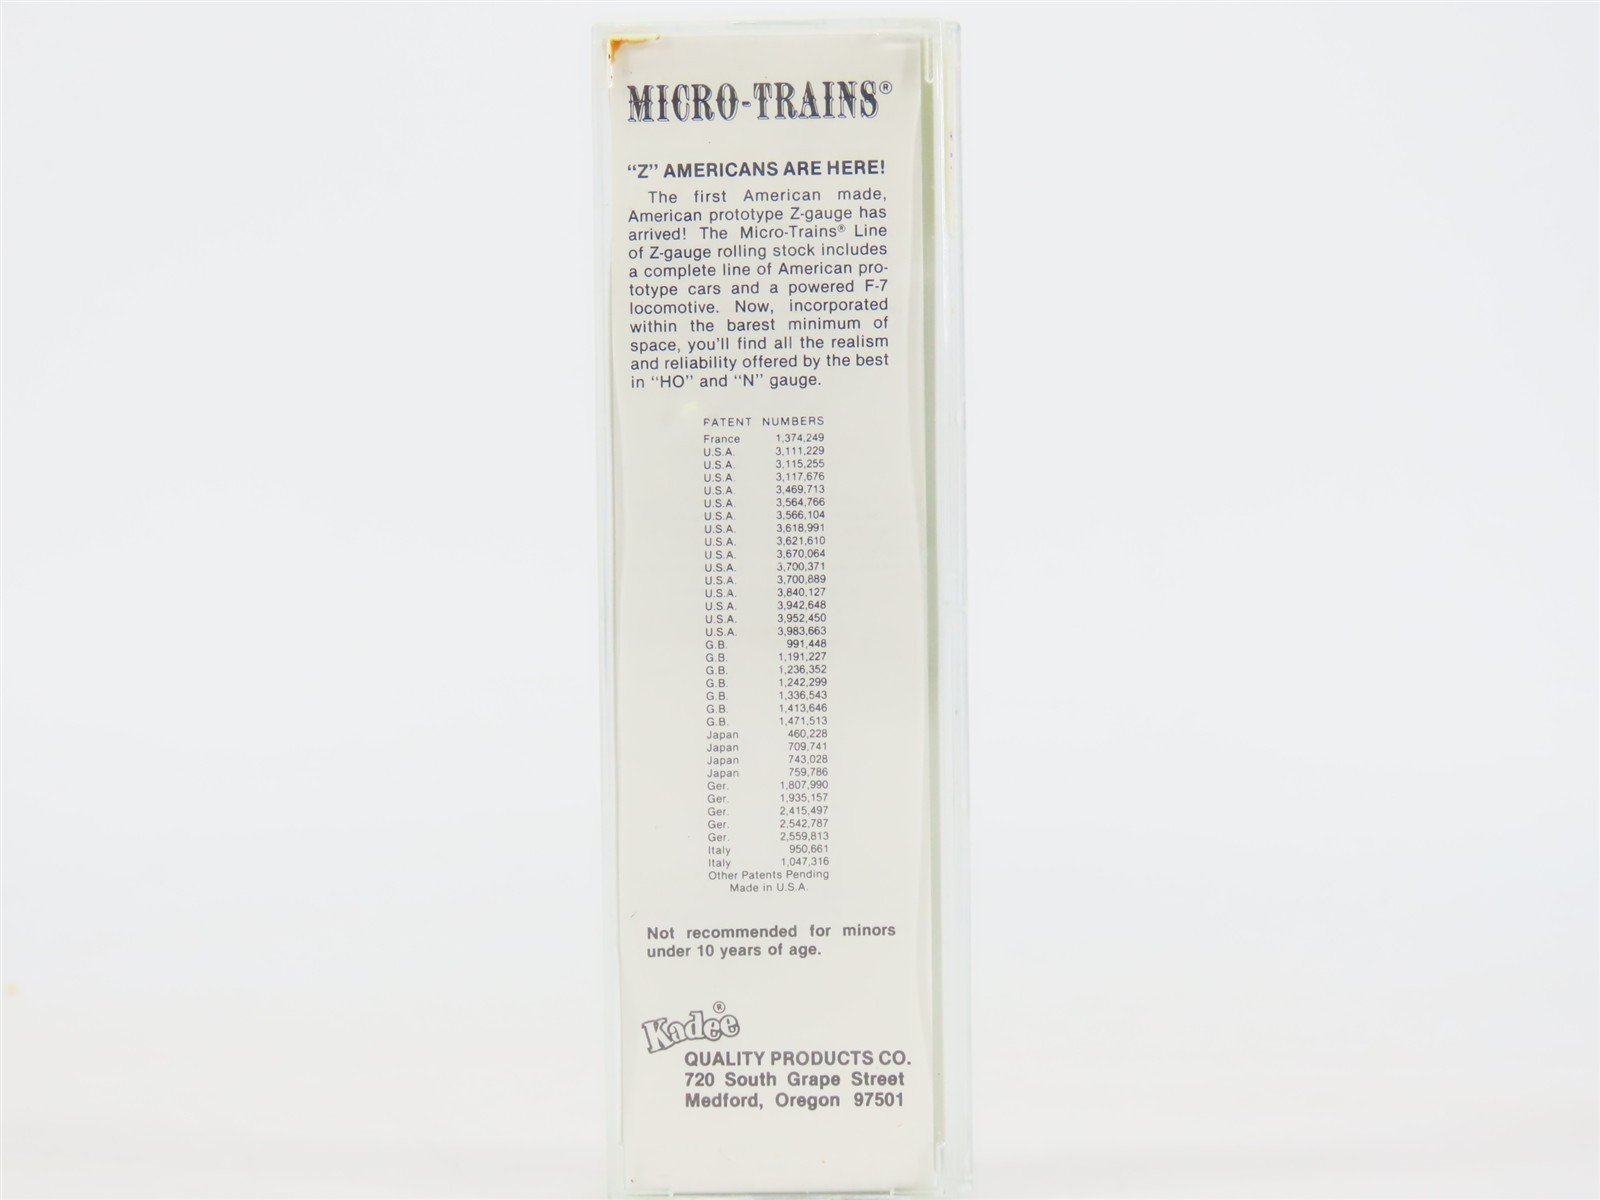 MICRO-TRAINS®
“Z” AMERICANS ARE HERE!
The first American made,
American prototype Z-gauge has
arrived! The Micro-Trains® Line
of Z-gauge rolling stock includes
a complete line of American pro-
totype cars and a powered F-7
locomotive. Now, incorporated
within the barest minimum of
space, you’ll find all the realism
and reliability offered by the best
in “HO” and “N” gauge.
PATENT NUMBERS
France 1,374,249
U.S.A. 3,111,229
U.S.A. 3,115,255
U.S.A. 3,117,676
U.S.A. 3,469,713
U.S.A. 3,564,766
U.S.A. 3,566,104
U.S.A. 3,618,991
U.S.A. 3,621,610
U.S.A. 3,670,064
U.S.A. 3,700,371
U.S.A. 3,700,889
U.S.A. 3,840,127
U.S.A. 3,942,648
U.S.A. 3,952,450
U.S.A. 3,983,663
G.B. 991,448
G.B. 1,191,227
G.B. 1,236,352
G.B. 1,242,299
G.B. 1,336,543
G.B. 1,413,646
G.B. 1,471,513
Japan 460,228
Japan 709,741
Japan 743,028
Japan 759,786
Ger. 1,807,990
Ger. 1,935,157
Ger. 2,415,497
Ger. 2,542,787
Ger. 2,559,813
Italy 950,661
Italy 1,047,316
Other Patents Pending
Made in U.S.A.
Not recommended for minors
under 10 years of age.
Kadee®
QUALITY PRODUCTS CO.
720 South Grape Street
Medford, Oregon 97501